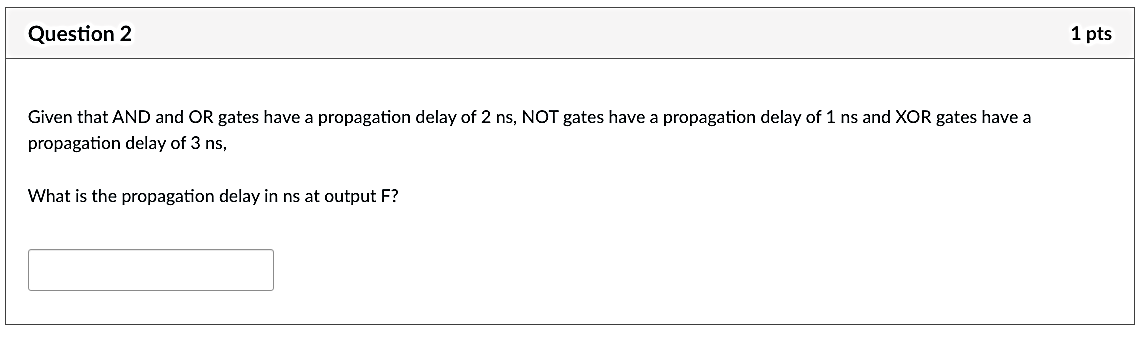 Question 2
1 pts
Given that AND and OR gates have a propagation delay of 2 ns, NOT gates have a propagation delay of 1 ns and XOR gates have a
propagation delay of 3 ns,
What is the propagation delay in ns at output F?